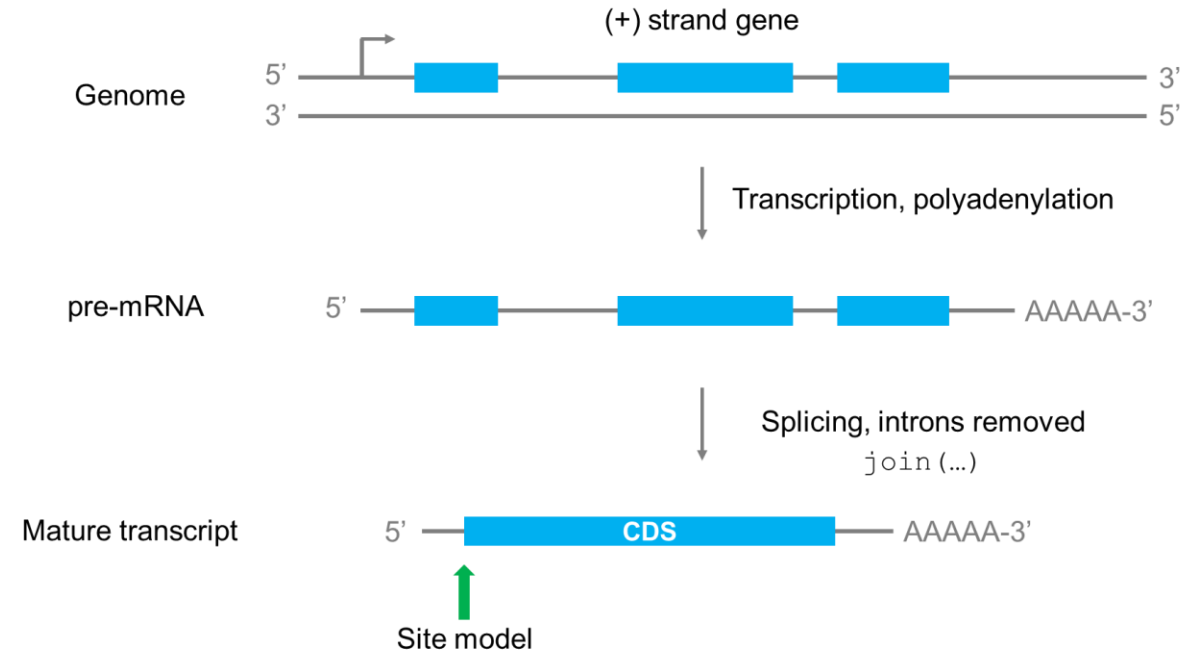 (+) strand gene
5’
3’
Genome
3’
5’
Transcription, polyadenylation
pre-mRNA
5’
AAAAA-3’
Splicing, introns removed
join(…)
Mature transcript
5’
CDS
AAAAA-3’
Site model